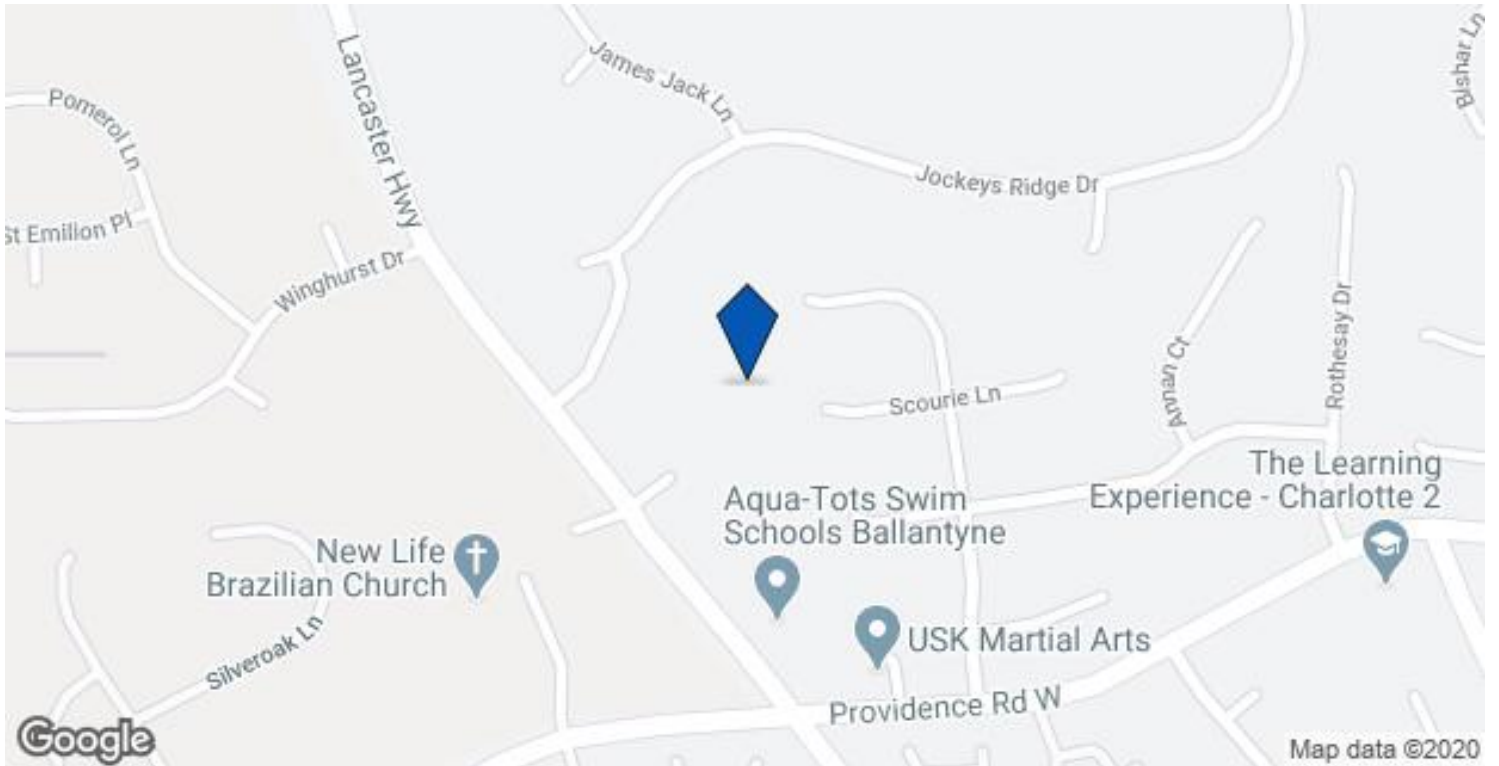 Lancaster Hwy
James Jack Ln
Bishar Ln
Pomerol Ln
Jockeys Ridge Dr
St Emilion Pl
Winghurst Dr
Rothesay Dr
Annan Ct
Scourie Ln
The Learning
Experience - Charlotte 2
Aqua-Tots Swim
Schools Ballantyne
New Life
Brazilian Church
Silveroak Ln
USK Martial Arts
Providence Rd W
Google
Map data ©2020